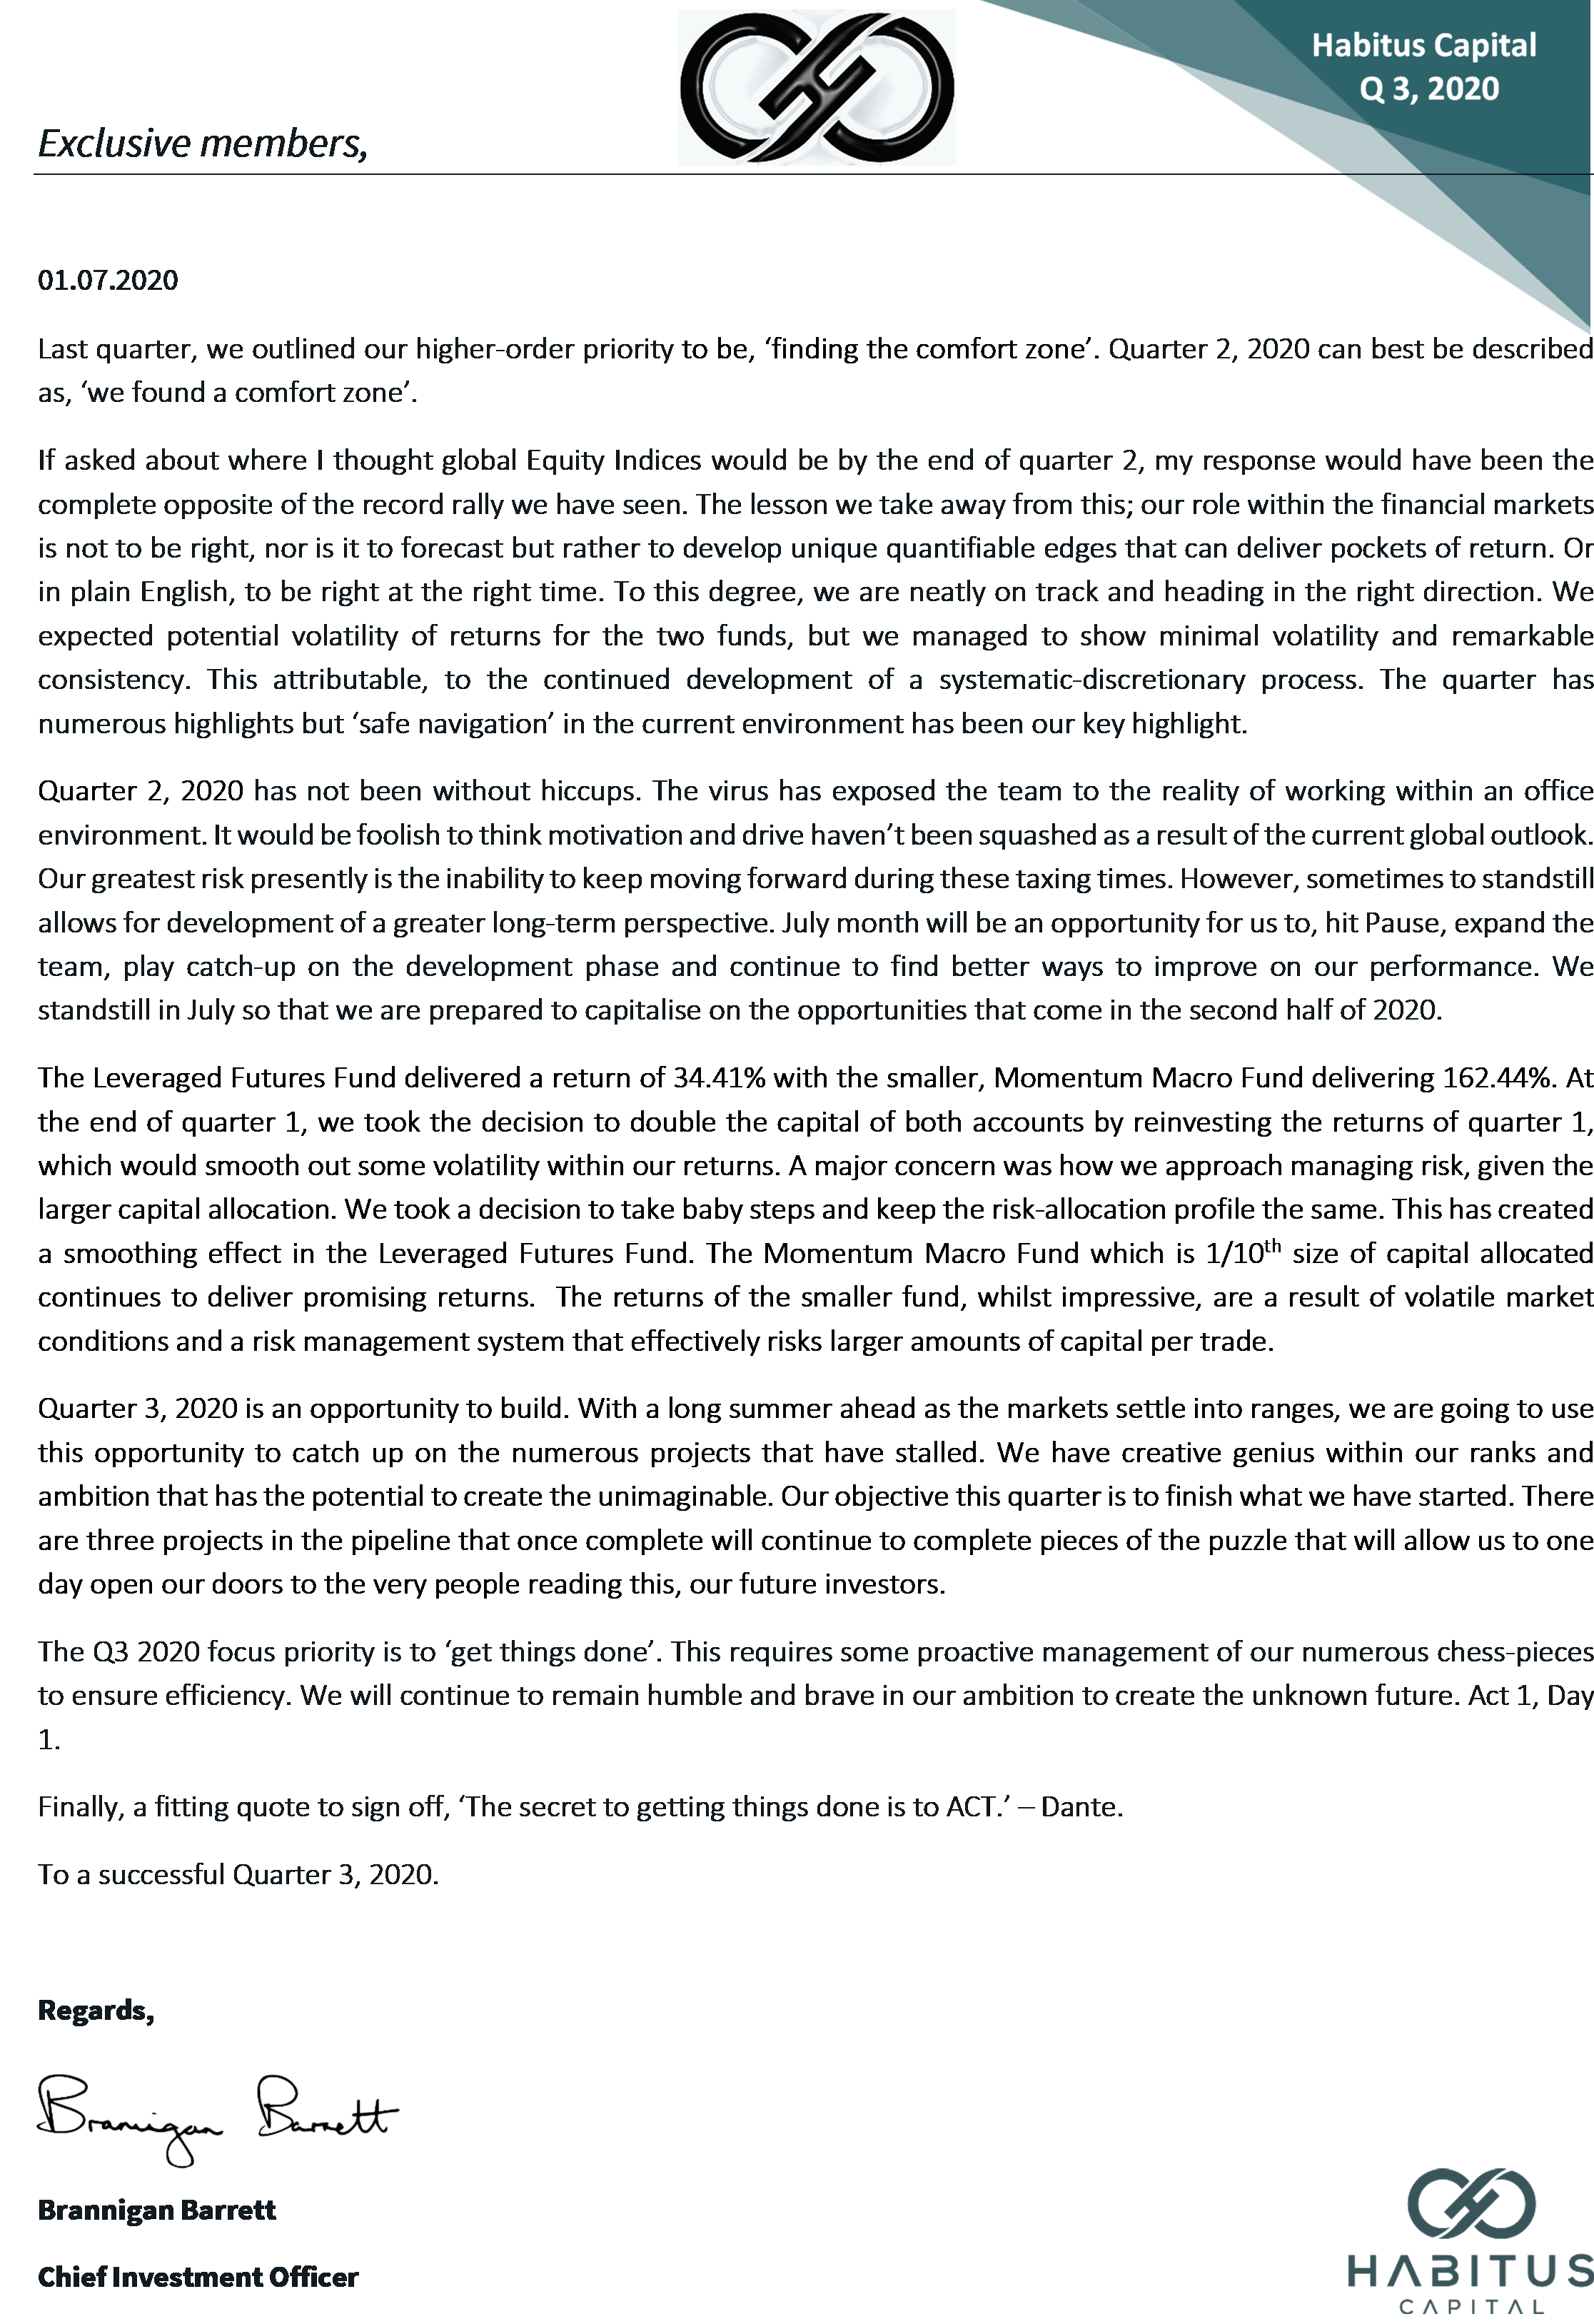 Habitus Capital
Q 3, 2020
Exclusive members,
01.07.2020
Last quarter, we outlined our higher-order priority to be, ‘finding the comfort zone’. Quarter 2, 2020 can best be described
as, ‘we found a comfort zone’.
If asked about where I thought global Equity Indices would be by the end of quarter 2, my response would have been the
complete opposite of the record rally we have seen. The lesson we take away from this; our role within the financial markets
is not to be right, nor is it to forecast but rather to develop unique quantifiable edges that can deliver pockets of return. Or
in plain English, to be right at the right time. To this degree, we are neatly on track and heading in the right direction. We
expected potential volatility of returns for the two funds, but we managed to show minimal volatility and remarkable
consistency. This attributable, to the continued development of a systematic-discretionary process. The quarter has
numerous highlights but ‘safe navigation’ in the current environment has been our key highlight.
Quarter 2, 2020 has not been without hiccups. The virus has exposed the team to the reality of working within an office
environment. It would be foolish to think motivation and drive haven’t been squashed as a result of the current global outlook.
Our greatest risk presently is the inability to keep moving forward during these taxing times. However, sometimes to standstill
allows for development of a greater long-term perspective. July month will be an opportunity for us to, hit Pause, expand the
team, play catch-up on the development phase and continue to find better ways to improve on our performance. We
standstill in July so that we are prepared to capitalise on the opportunities that come in the second half of 2020.
The Leveraged Futures Fund delivered a return of 34.41% with the smaller, Momentum Macro Fund delivering 162.44%. At
the end of quarter 1, we took the decision to double the capital of both accounts by reinvesting the returns of quarter 1,
which would smooth out some volatility within our returns. A major concern was how we approach managing risk, given the
larger capital allocation. We took a decision to take baby steps and keep the risk-allocation profile the same. This has created
a smoothing effect in the Leveraged Futures Fund. The Momentum Macro Fund which is 1/10th size of capital allocated
continues to deliver promising returns.  The returns of the smaller fund, whilst impressive, are a result of volatile market
conditions and a risk management system that effectively risks larger amounts of capital per trade.
Quarter 3, 2020 is an opportunity to build. With a long summer ahead as the markets settle into ranges, we are going to use
this opportunity to catch up on the numerous projects that have stalled. We have creative genius within our ranks and
ambition that has the potential to create the unimaginable. Our objective this quarter is to finish what we have started. There
are three projects in the pipeline that once complete will continue to complete pieces of the puzzle that will allow us to one
day open our doors to the very people reading this, our future investors.
The Q3 2020 focus priority is to ‘get things done’. This requires some proactive management of our numerous chess-pieces
to ensure efficiency. We will continue to remain humble and brave in our ambition to create the unknown future. Act 1, Day
1.
Finally, a fitting quote to sign off, ‘The secret to getting things done is to ACT.’ – Dante.
To a successful Quarter 3, 2020.
Regards,
Brannigan Barrett
Brannigan Barrett
Chief Investment Officer
HABITUS
CAPITAL